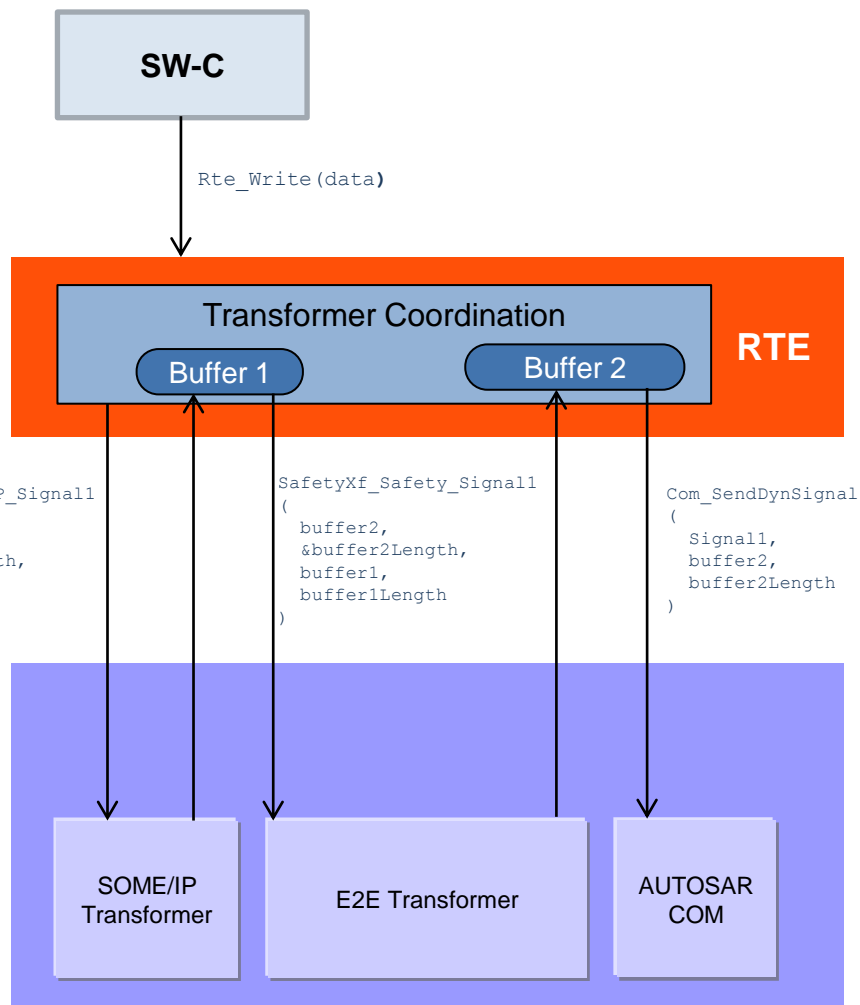 SW-C
Rte_Write(data)
Transformer Coordination
Buffer 1
Buffer 2
RTE
_Signal1
th,
SafetyXf_Safety_Signal1
(
buffer2,
&buffer2Length,
buffer1,
buffer1Length
)
Com_SendDynSignal
(
Signal1,
buffer2,
buffer2Length
)
SOME/IP
Transformer
E2E Transformer
AUTOSAR
COM